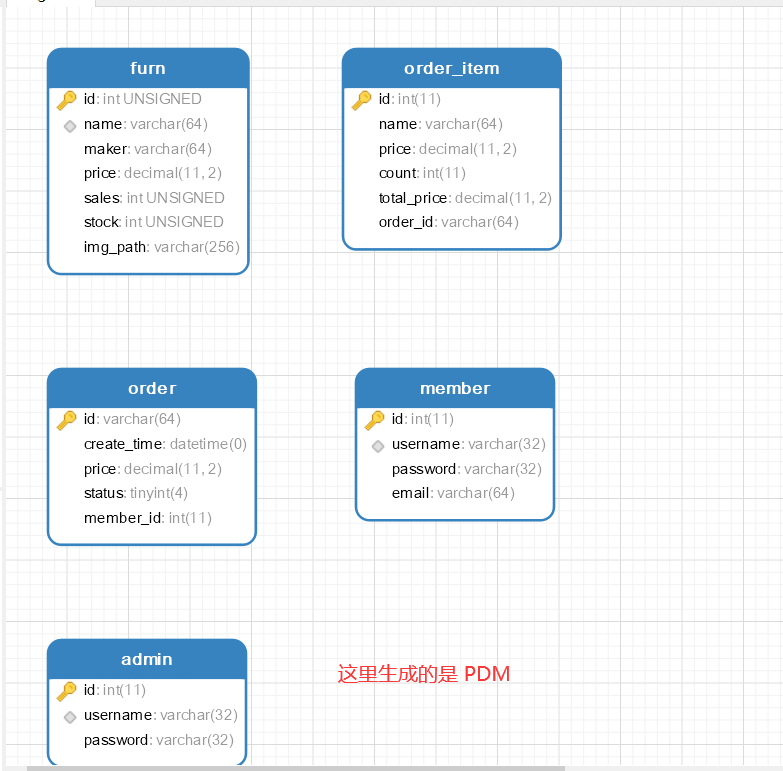 furn
id: int UNSIGNED
name: varchar(64)
maker: varchar(64)
price: decimal(11, 2)
sales: int UNSIGNED
stock: int UNSIGNED
img_path: varchar(256)
order_item
id: int(11)
name: varchar(64)
price: decimal(11, 2)
count: int(11)
total_price: decimal(11, 2)
order_id: varchar(64)
order
id: varchar(64)
create_time: datetime(0)
price: decimal(11, 2)
status: tinyint(4)
member_id: int(11)
member
id: int(11)
username: varchar(32)
password: varchar(32)
email: varchar(64)
admin
id: int(11)
username: varchar(32)
password: varchar(32)
这里生成的是 PDM